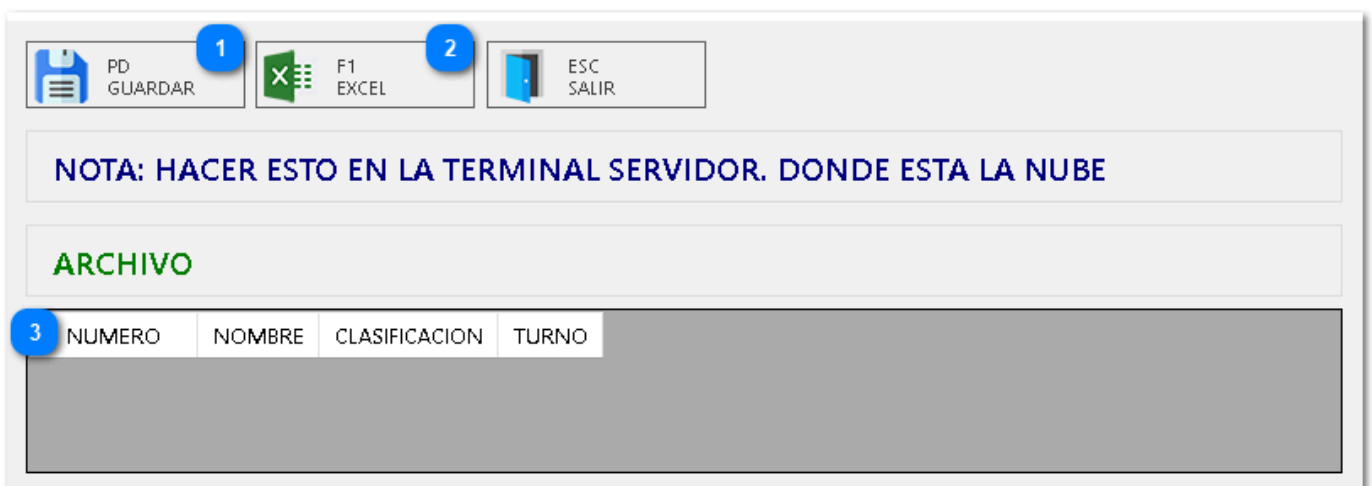 1
2
PD
GUARDAR
F1
EXCEL
ESC
SALIR
NOTA: HACER ESTO EN LA TERMINAL SERVIDOR. DONDE ESTA LA NUBE
ARCHIVO
3 NUMERO NOMBRE CLASIFICACION TURNO